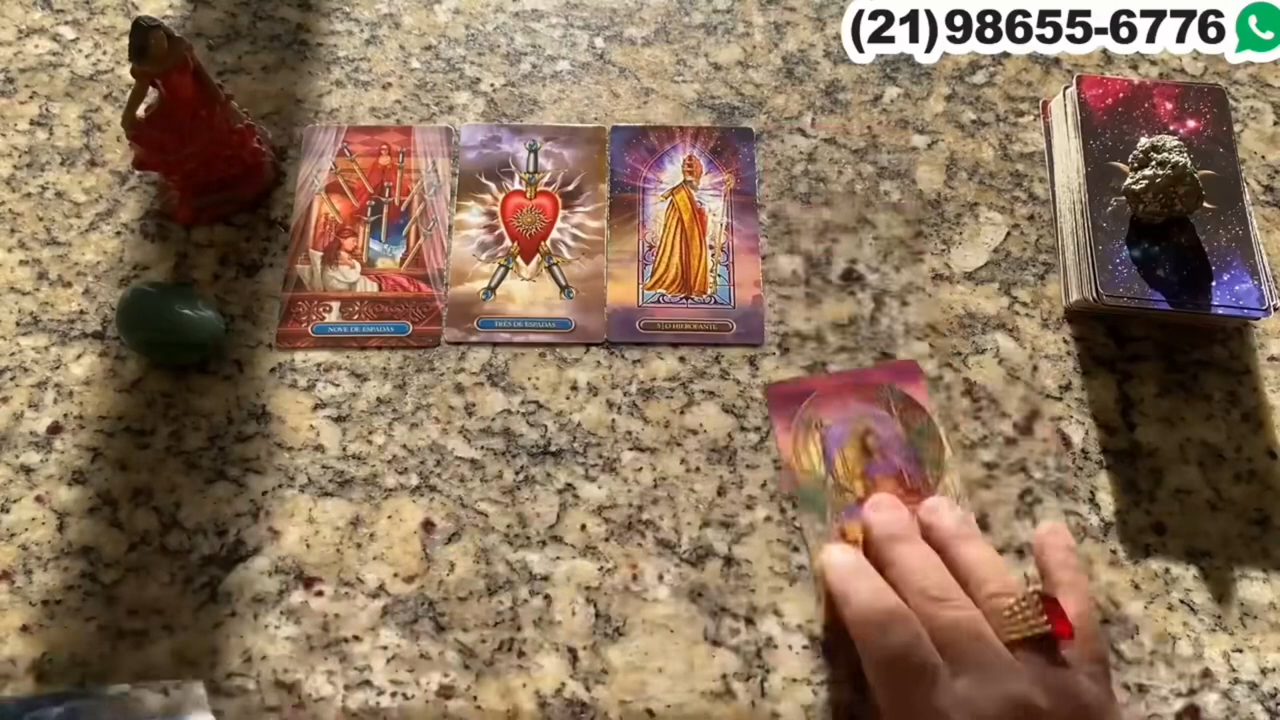 (21)98655-6776
NOVE DE ESPADAS
TRÊS DE ESPADAS
5 | O HIEROFANTE